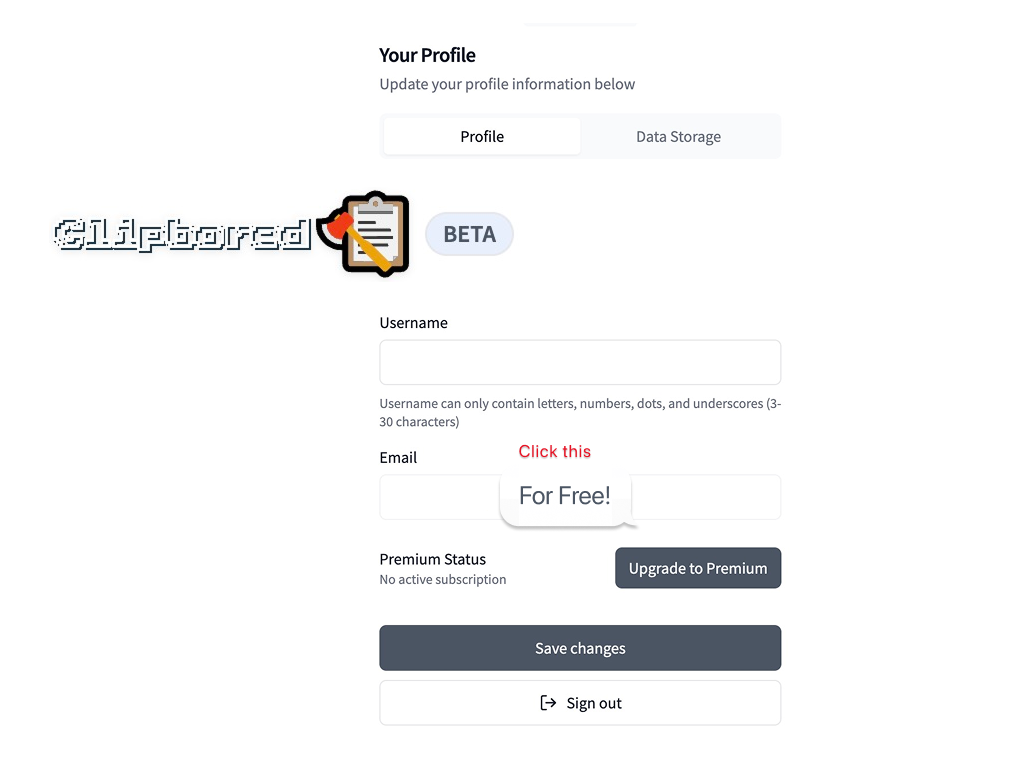 Your Profile
Update your profile information below
Profile
Data Storage
Clipbored
BETA
Username
Username can only contain letters, numbers, dots, and underscores (3-
30 characters)
Click this
Email
For Free!
Premium Status
No active subscription
Upgrade to Premium
Save changes
Sign out